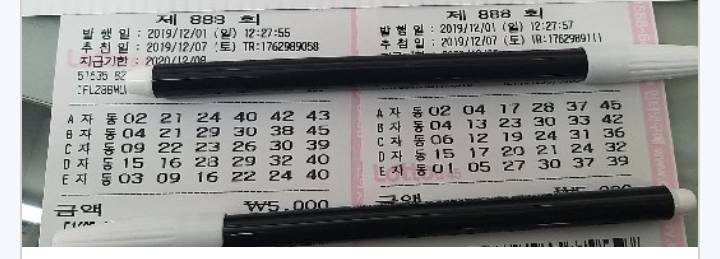 제 888 회
발 행 일 : 2019/12/01 (일) 12:27:55
추 첨 일 : 2019/12/07 (토) TR:1762989058
지급기한 : 2020/12/08
51635
A 자 동 02 21 24 40 42 43
B 자 동 04 21 29 30 38 45
C 자 동 09 22 23 26 30 39
D 자 동 15 16 28 29 32 40
E 자 동 03 09 16 22 24 40
금액 ₩5,000
제 888 회
발 행 일 : 2019/12/01 (일) 12:27:57
추 첨 일 : 2019/12/07 (토)
A 자 동 02 04 17 28 37 45
B 자 동 04 13 23 30 33 42
C 자 동 06 12 19 24 31 36
D 자 동 15 17 20 21 24 32
E 자 동 01 05 27 30 37 39
금액 ₩5,000